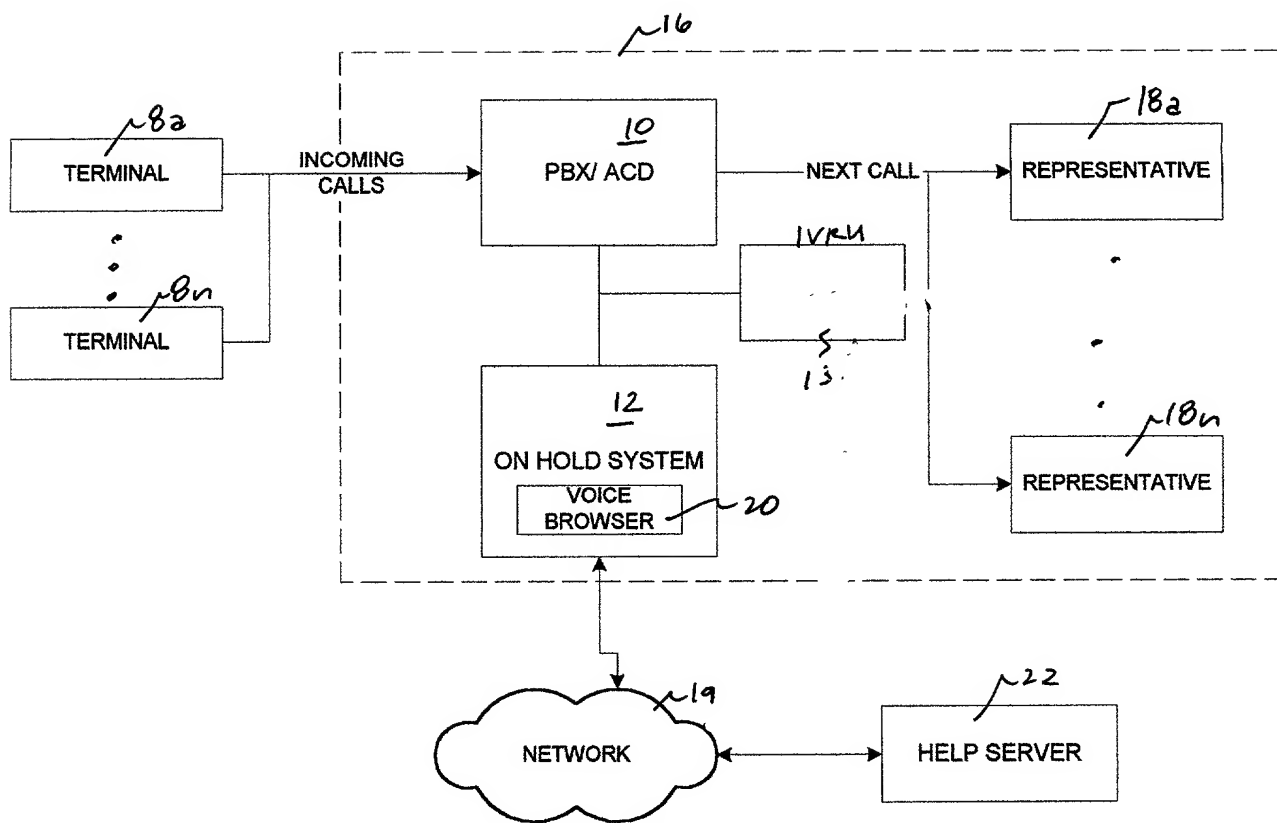 16
8a
TERMINAL
8n
TERMINAL
INCOMING
CALLS
10
PBX/ ACD
NEXT CALL
18a
REPRESENTATIVE
IVRU
13
12
ON HOLD SYSTEM
VOICE
BROWSER
20
18n
REPRESENTATIVE
19
NETWORK
22
HELP SERVER